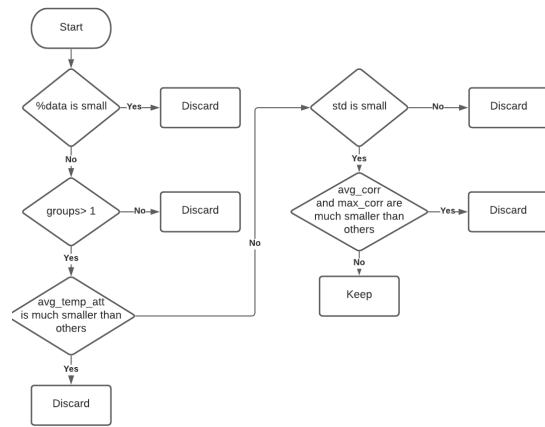 Start
%data is small
Yes
Discard
No
groups> 1
No
Discard
Yes
avg_temp_att
is much smaller than
others
No
Yes
Discard
std is small
No
Discard
Yes
avg_corr
and max_corr are
much smaller than
others
Yes
Discard
No
Keep